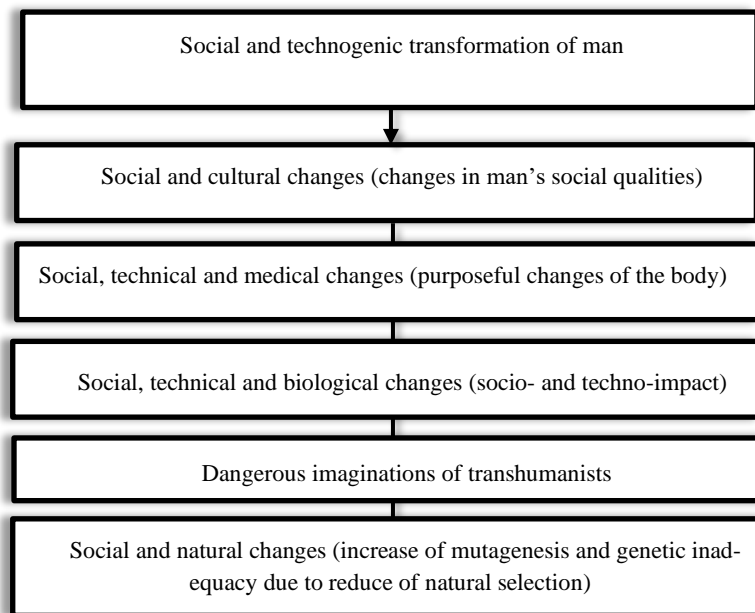 Social and technogenic transformation of man
Social and cultural changes (changes in man’s social qualities)
Social, technical and medical changes (purposeful changes of the body)
Social, technical and biological changes (socio- and techno-impact)
Dangerous imaginations of transhumanists
Social and natural changes (increase of mutagenesis and genetic inad-
equacy due to reduce of natural selection)